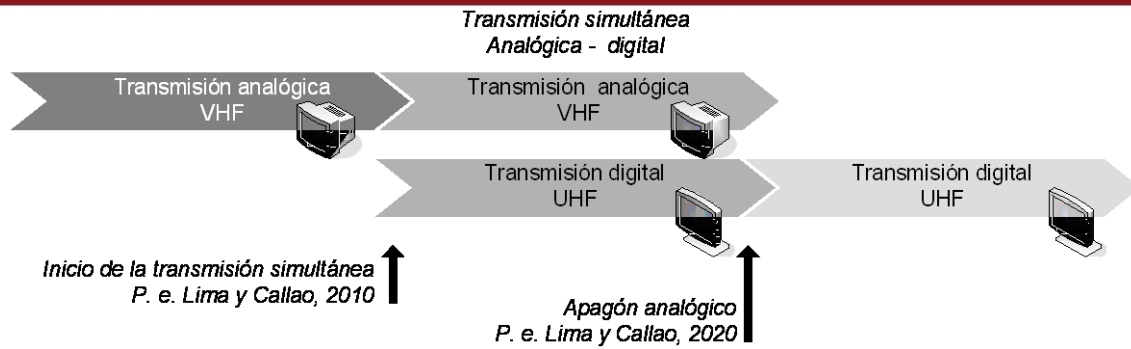 Transmisión simultánea
Analógica - digital
Transmisión analógica
VHF
Transmisión analógica
VHF
Transmisión digital
UHF
Transmisión digital
UHF
Inicio de la transmisión simultánea
P. e. Lima y Callao, 2010
Apagón analógico
P. e. Lima y Callao, 2020